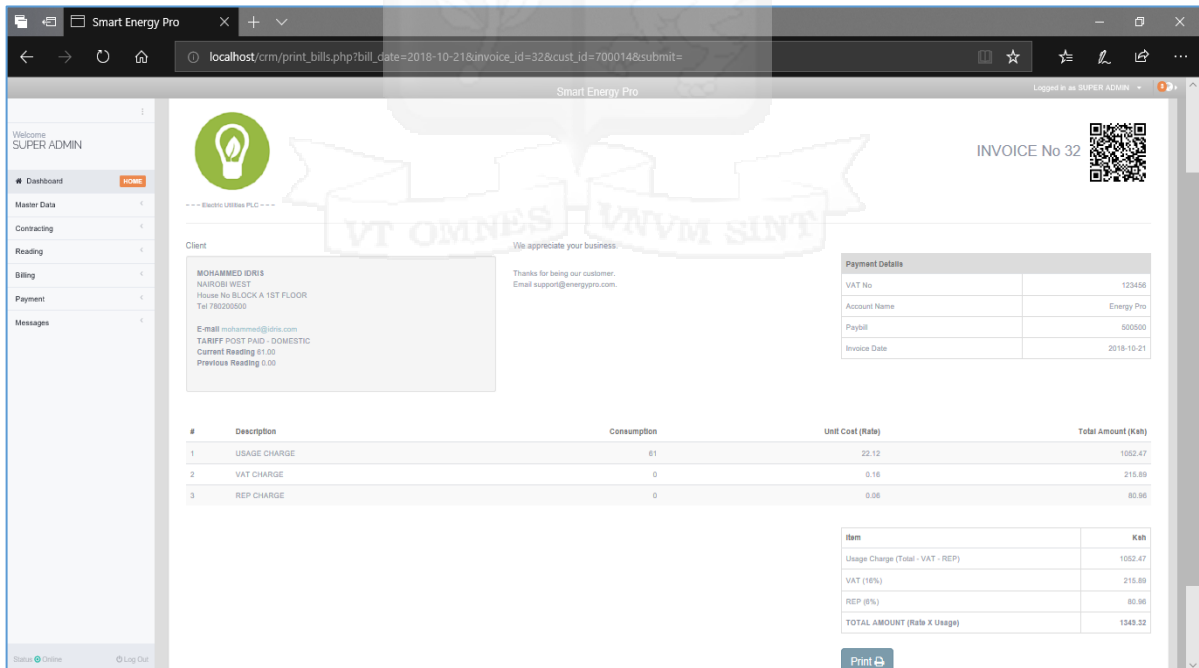 Smart Energy Pro
localhost/crm/print_bills.php?bill_date=2018-10-21&invoice_id=32&cust_id=700014&submit=
Smart Energy Pro
Logged in as SUPER ADMIN
Welcome
SUPER ADMIN
Dashboard HOME
Master Data
Contracting
Reading
Billing
Payment
Messages
Status Online Log Out
--- Electric Utilities PLC ---
INVOICE No 32
VT OMNES VNVM SINT
Client
MOHAMMED IDRIS
NAIROBI WEST
House No BLOCK A 1ST FLOOR
Tel 780200500
E-mail mohammed@idris.com
TARIFF POST PAID - DOMESTIC
Current Reading 61.00
Previous Reading 0.00
We appreciate your business.
Thanks for being our customer.
Email support@energypro.com.
Payment Details
VAT No 123456
Account Name Energy Pro
Paybill 500500
Invoice Date 2018-10-21
# Description Consumption Unit Cost (Rate) Total Amount (Ksh)
1 USAGE CHARGE 61 22.12 1052.47
2 VAT CHARGE 0 0.16 215.89
3 REP CHARGE 0 0.06 80.96
Item Ksh
Usage Charge (Total - VAT - REP) 1052.47
VAT (16%) 215.89
REP (6%) 80.96
TOTAL AMOUNT (Rate X Usage) 1349.32
Print